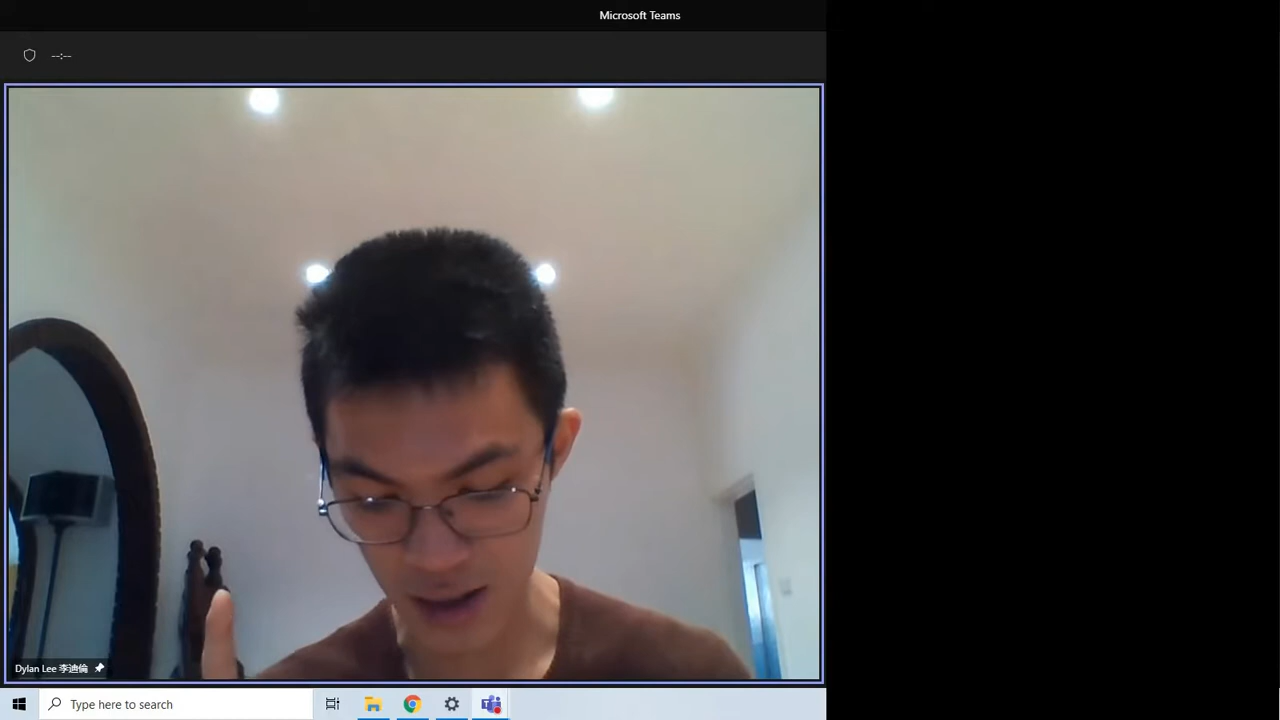 Microsoft Teams
--:--
Dylan Lee 李迪倫
Type here to search